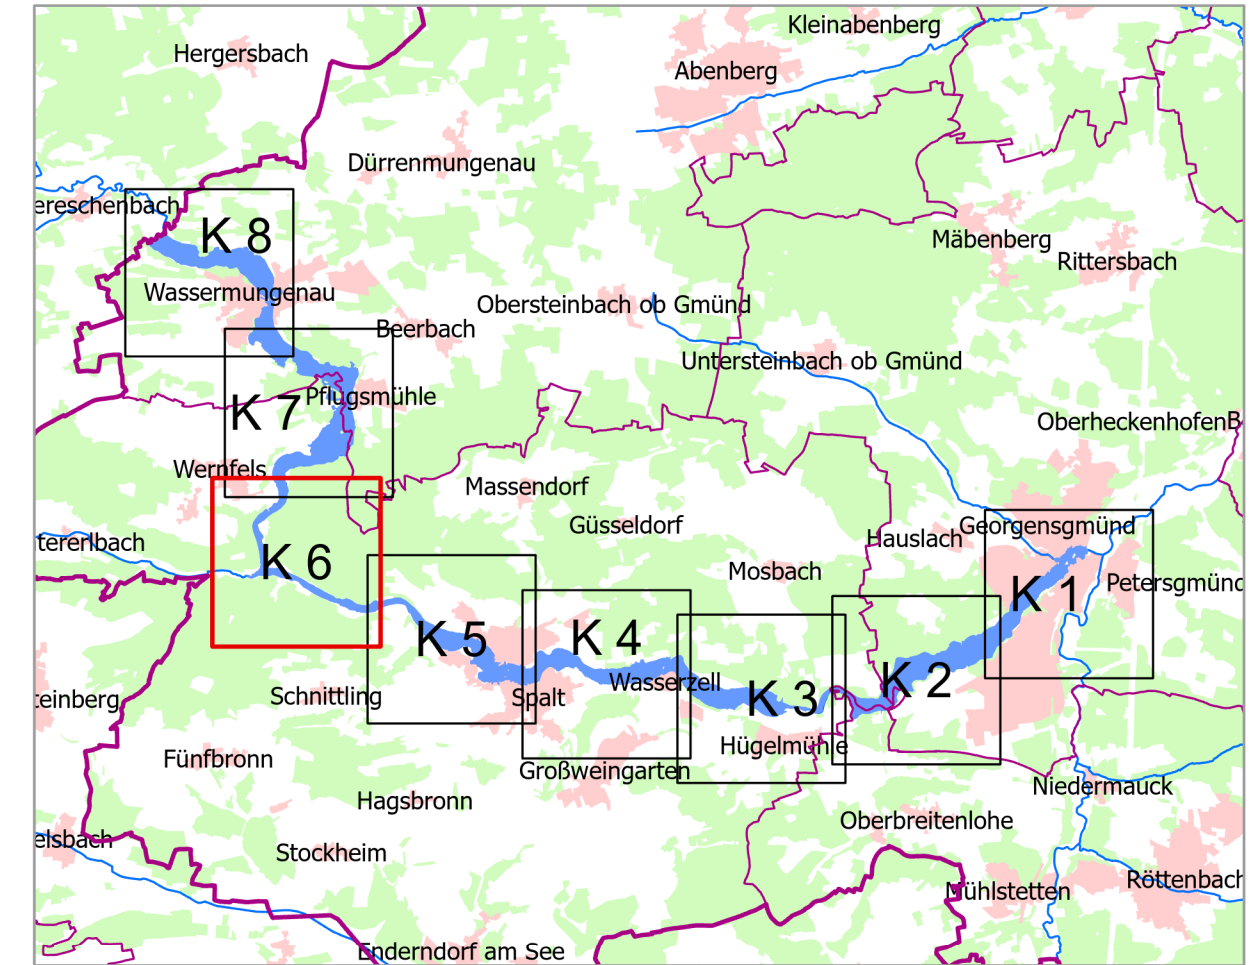 Kleinabenberg
Hergersbach
Abenberg
Dürrenmungenau
ereschenbach
K 8
Mäbenberg
Rittersbach
Wassermungenau
Obersteinbach ob Gmünd
Beerbach
Untersteinbach ob Gmünd
Pflugsmühle
K 7
OberheckenhofenB
Wernfels
Massendorf
Güsseldorf
Georgensgmünd
Hauslach
tererlbach
K 6
Mosbach
Petersgmünd
K 1
K 5
K 4
Wasserzell
K 2
Schnittling
Spalt
K 3
teinberg
Hügelmühle
Fünfbronn
Großweingarten
Niedermauck
Hagsbronn
Oberbreitenlohe
elsbach
Stockheim
Röttenbach
Mühlstetten
Enderndorf am See